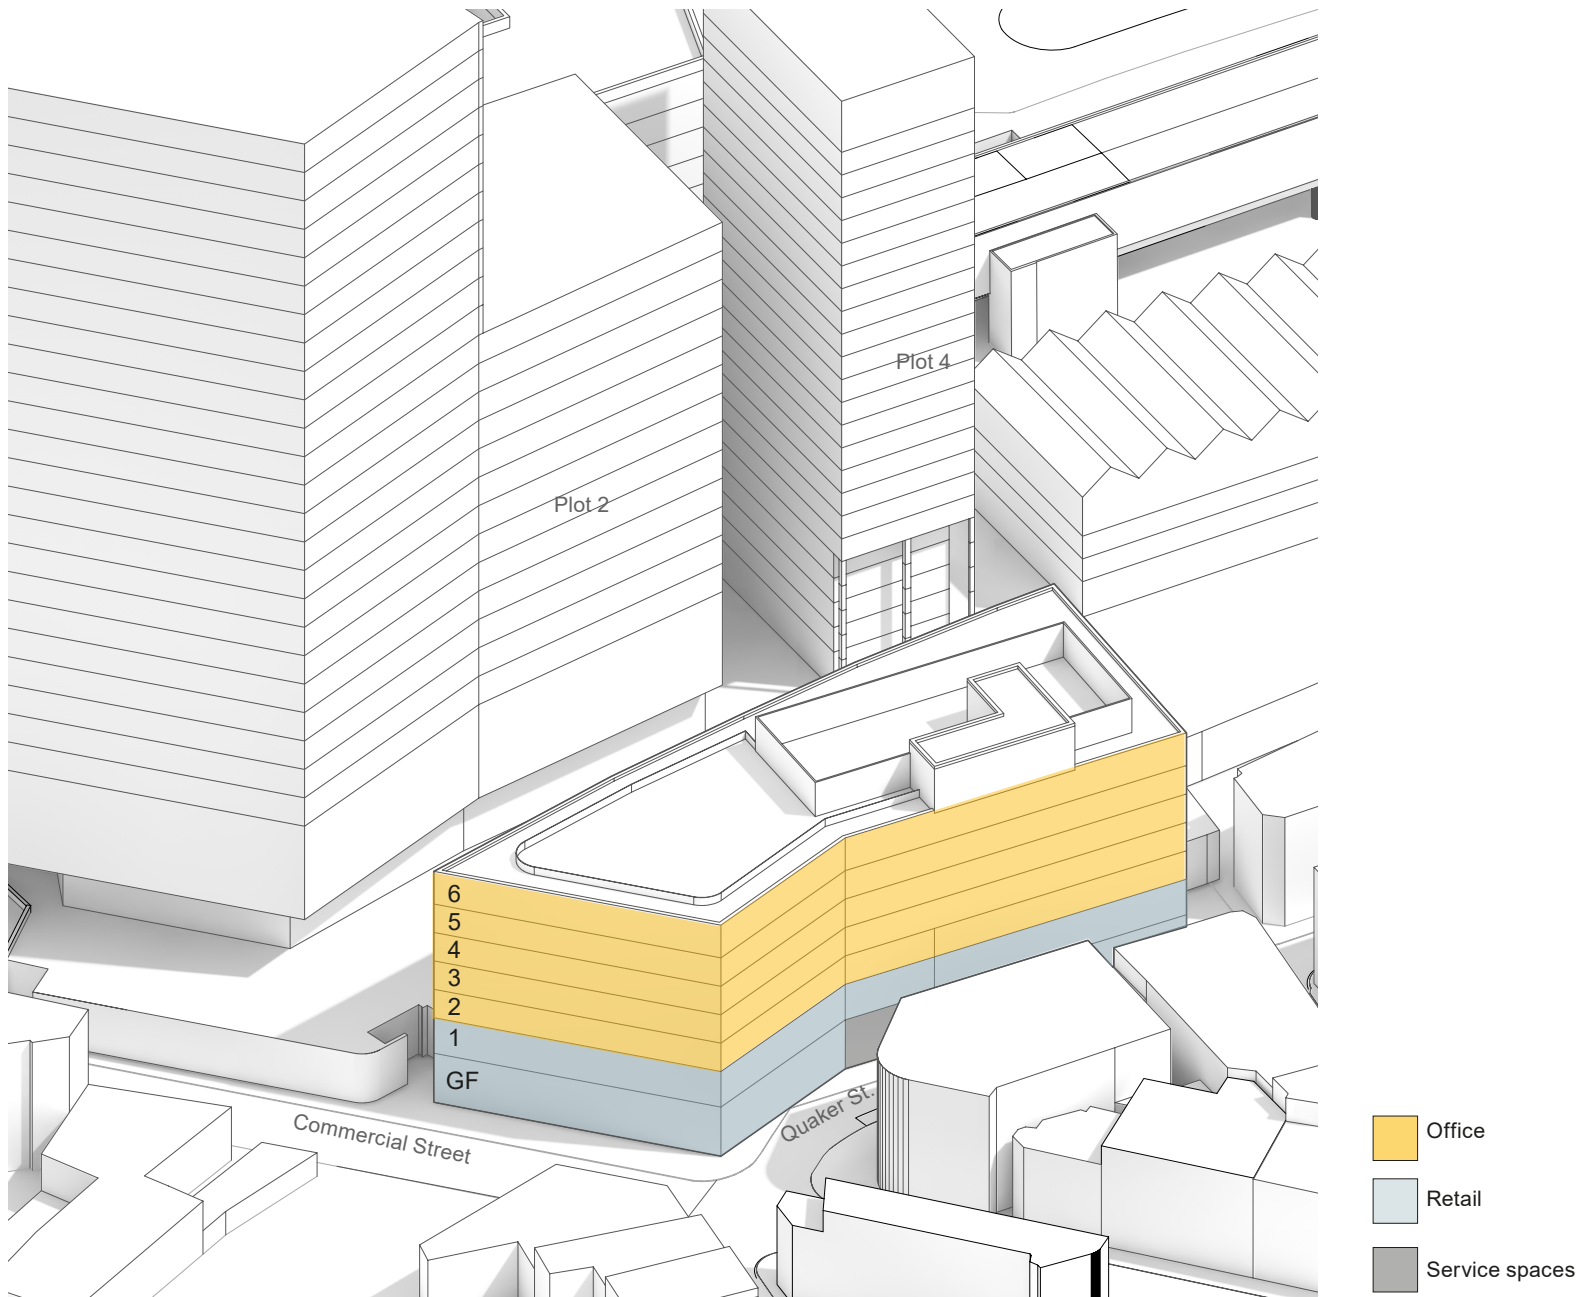 Plot 4
Plot 2
6
5
4
3
2
1
GF
Commercial Street
Quaker St.
Office
Retail
Service spaces